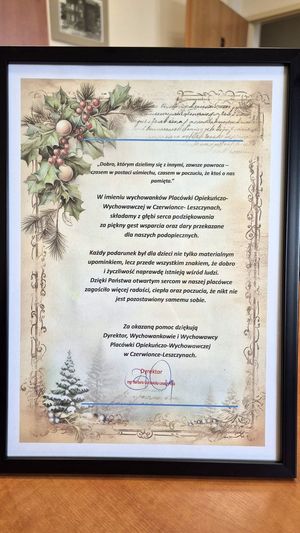 „Dobro, którym dzielimy się z innymi, zawsze powraca –
czasem w postaci uśmiechu, czasem w poczuciu, że ktoś o nas
pamięta.”
W imieniu wychowanków Placówki Opiekuńczo-
Wychowawczej w Czerwionce- Leszczynach,
składamy z głębi serca podziękowania
za piękny gest wsparcia oraz dary przekazane
dla naszych podopiecznych.
Każdy podarunek był dla dzieci nie tylko materialnym
upominkiem, lecz przede wszystkim znakiem, że dobro
i życzliwość naprawdę istnieją wśród ludzi.
Dzięki Państwa otwartym sercom w naszej placówce
zagościło więcej radości, ciepła oraz poczucia, że nikt nie
jest pozostawiony samemu sobie.
Za okazaną pomoc dziękują
Dyrektor, Wychowankowie i Wychowawcy
Placówki Opiekuńczo-Wychowawczej
w Czerwionce-Leszczynach.
Dyrektor